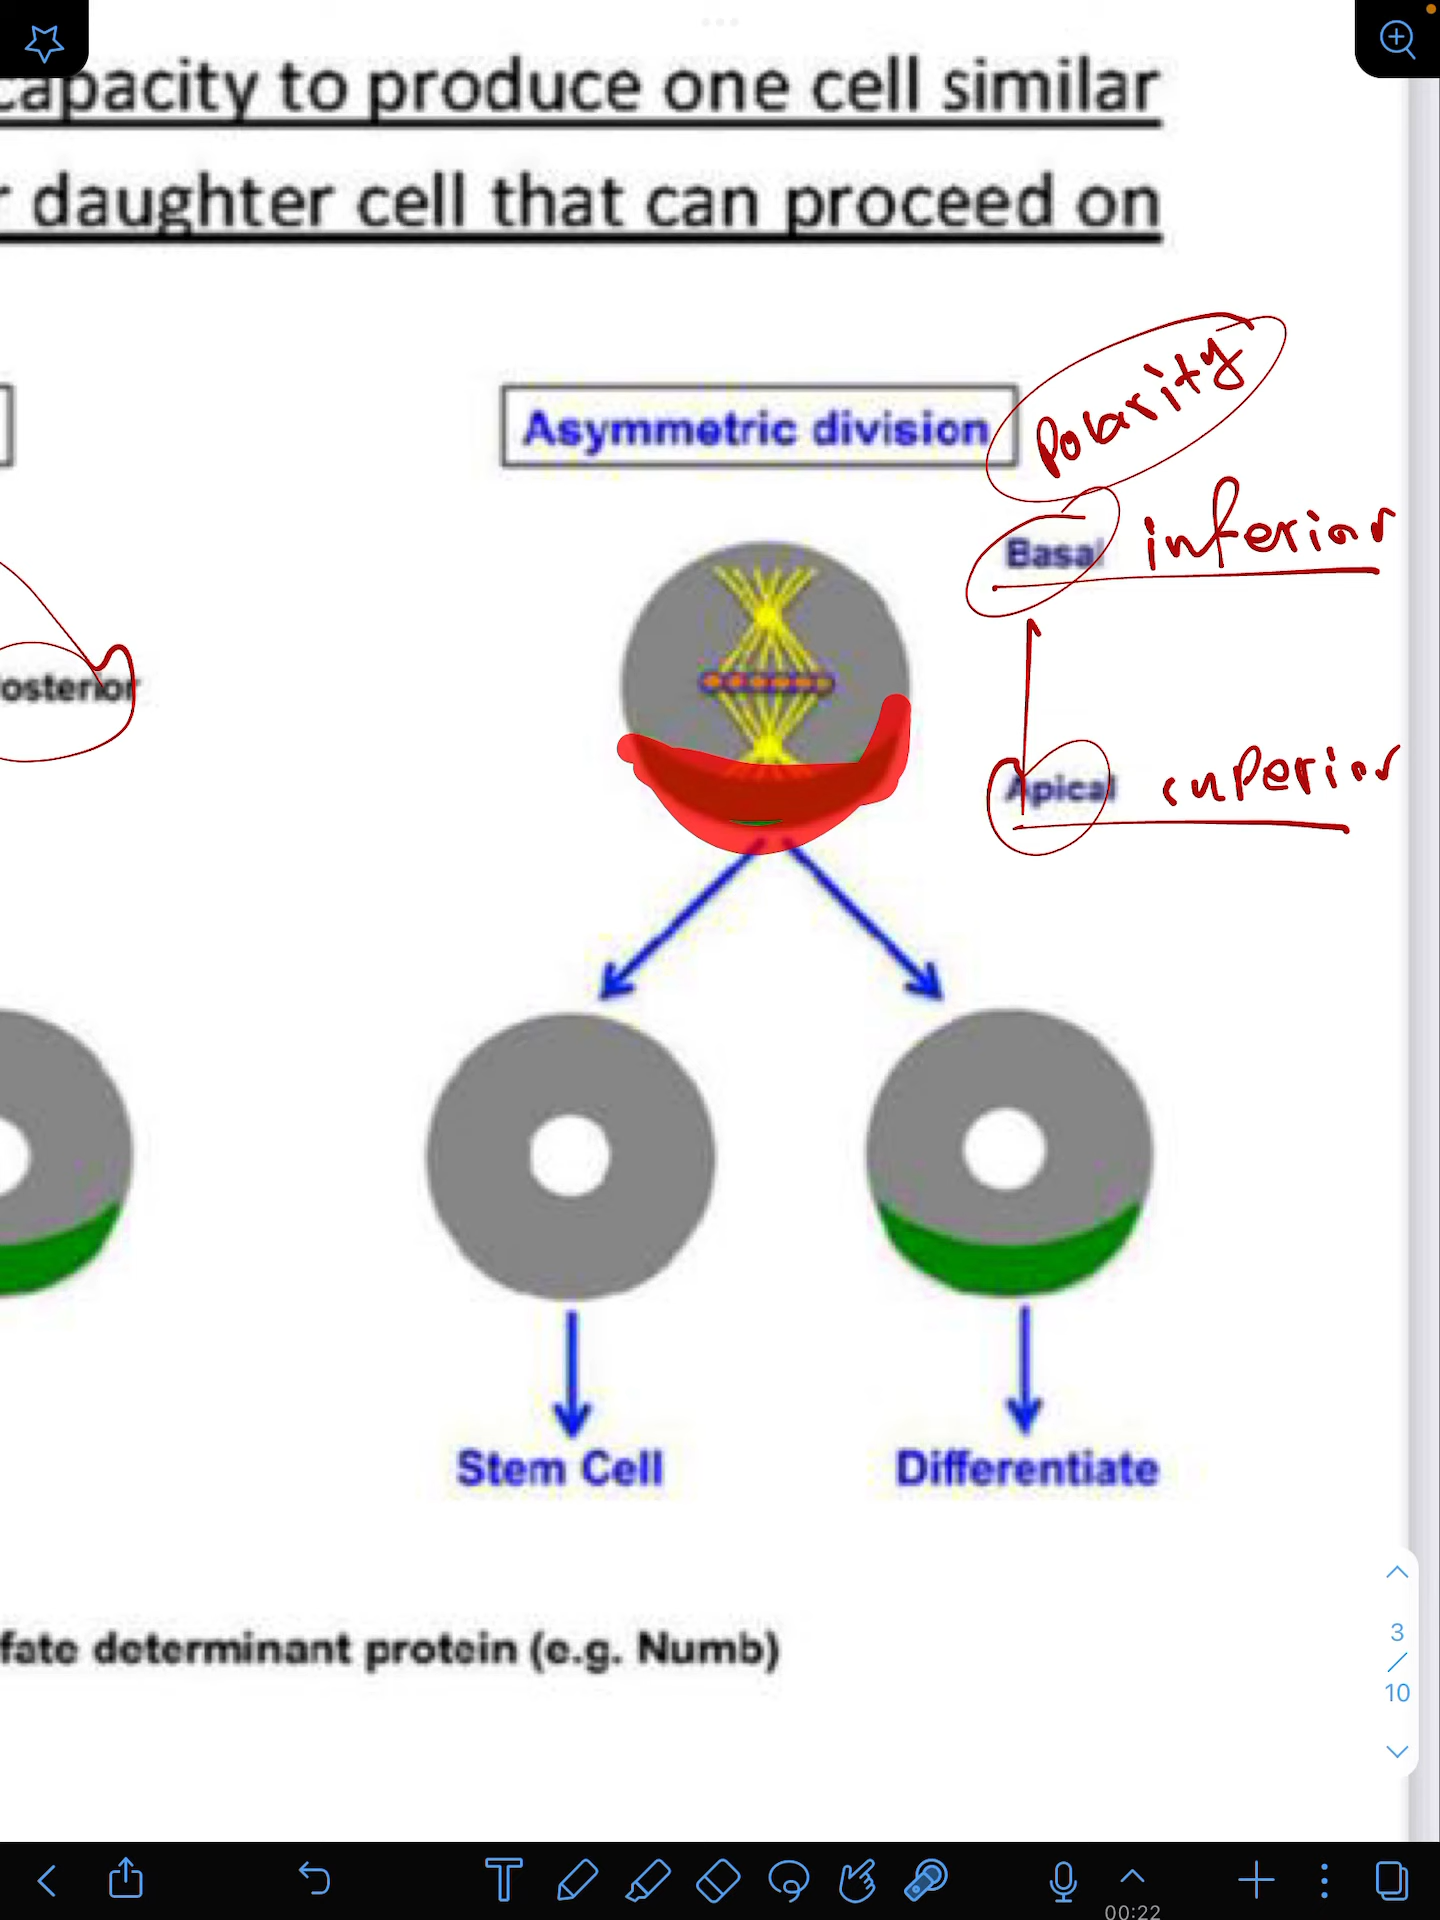 capacity to produce one cell similar
r daughter cell that can proceed on
Asymmetric division
Polarity
Basal inferior
osterior
Apical superior
Stem Cell
Differentiate
fate determinant protein (e.g. Numb)
3
/
10
T
00:22